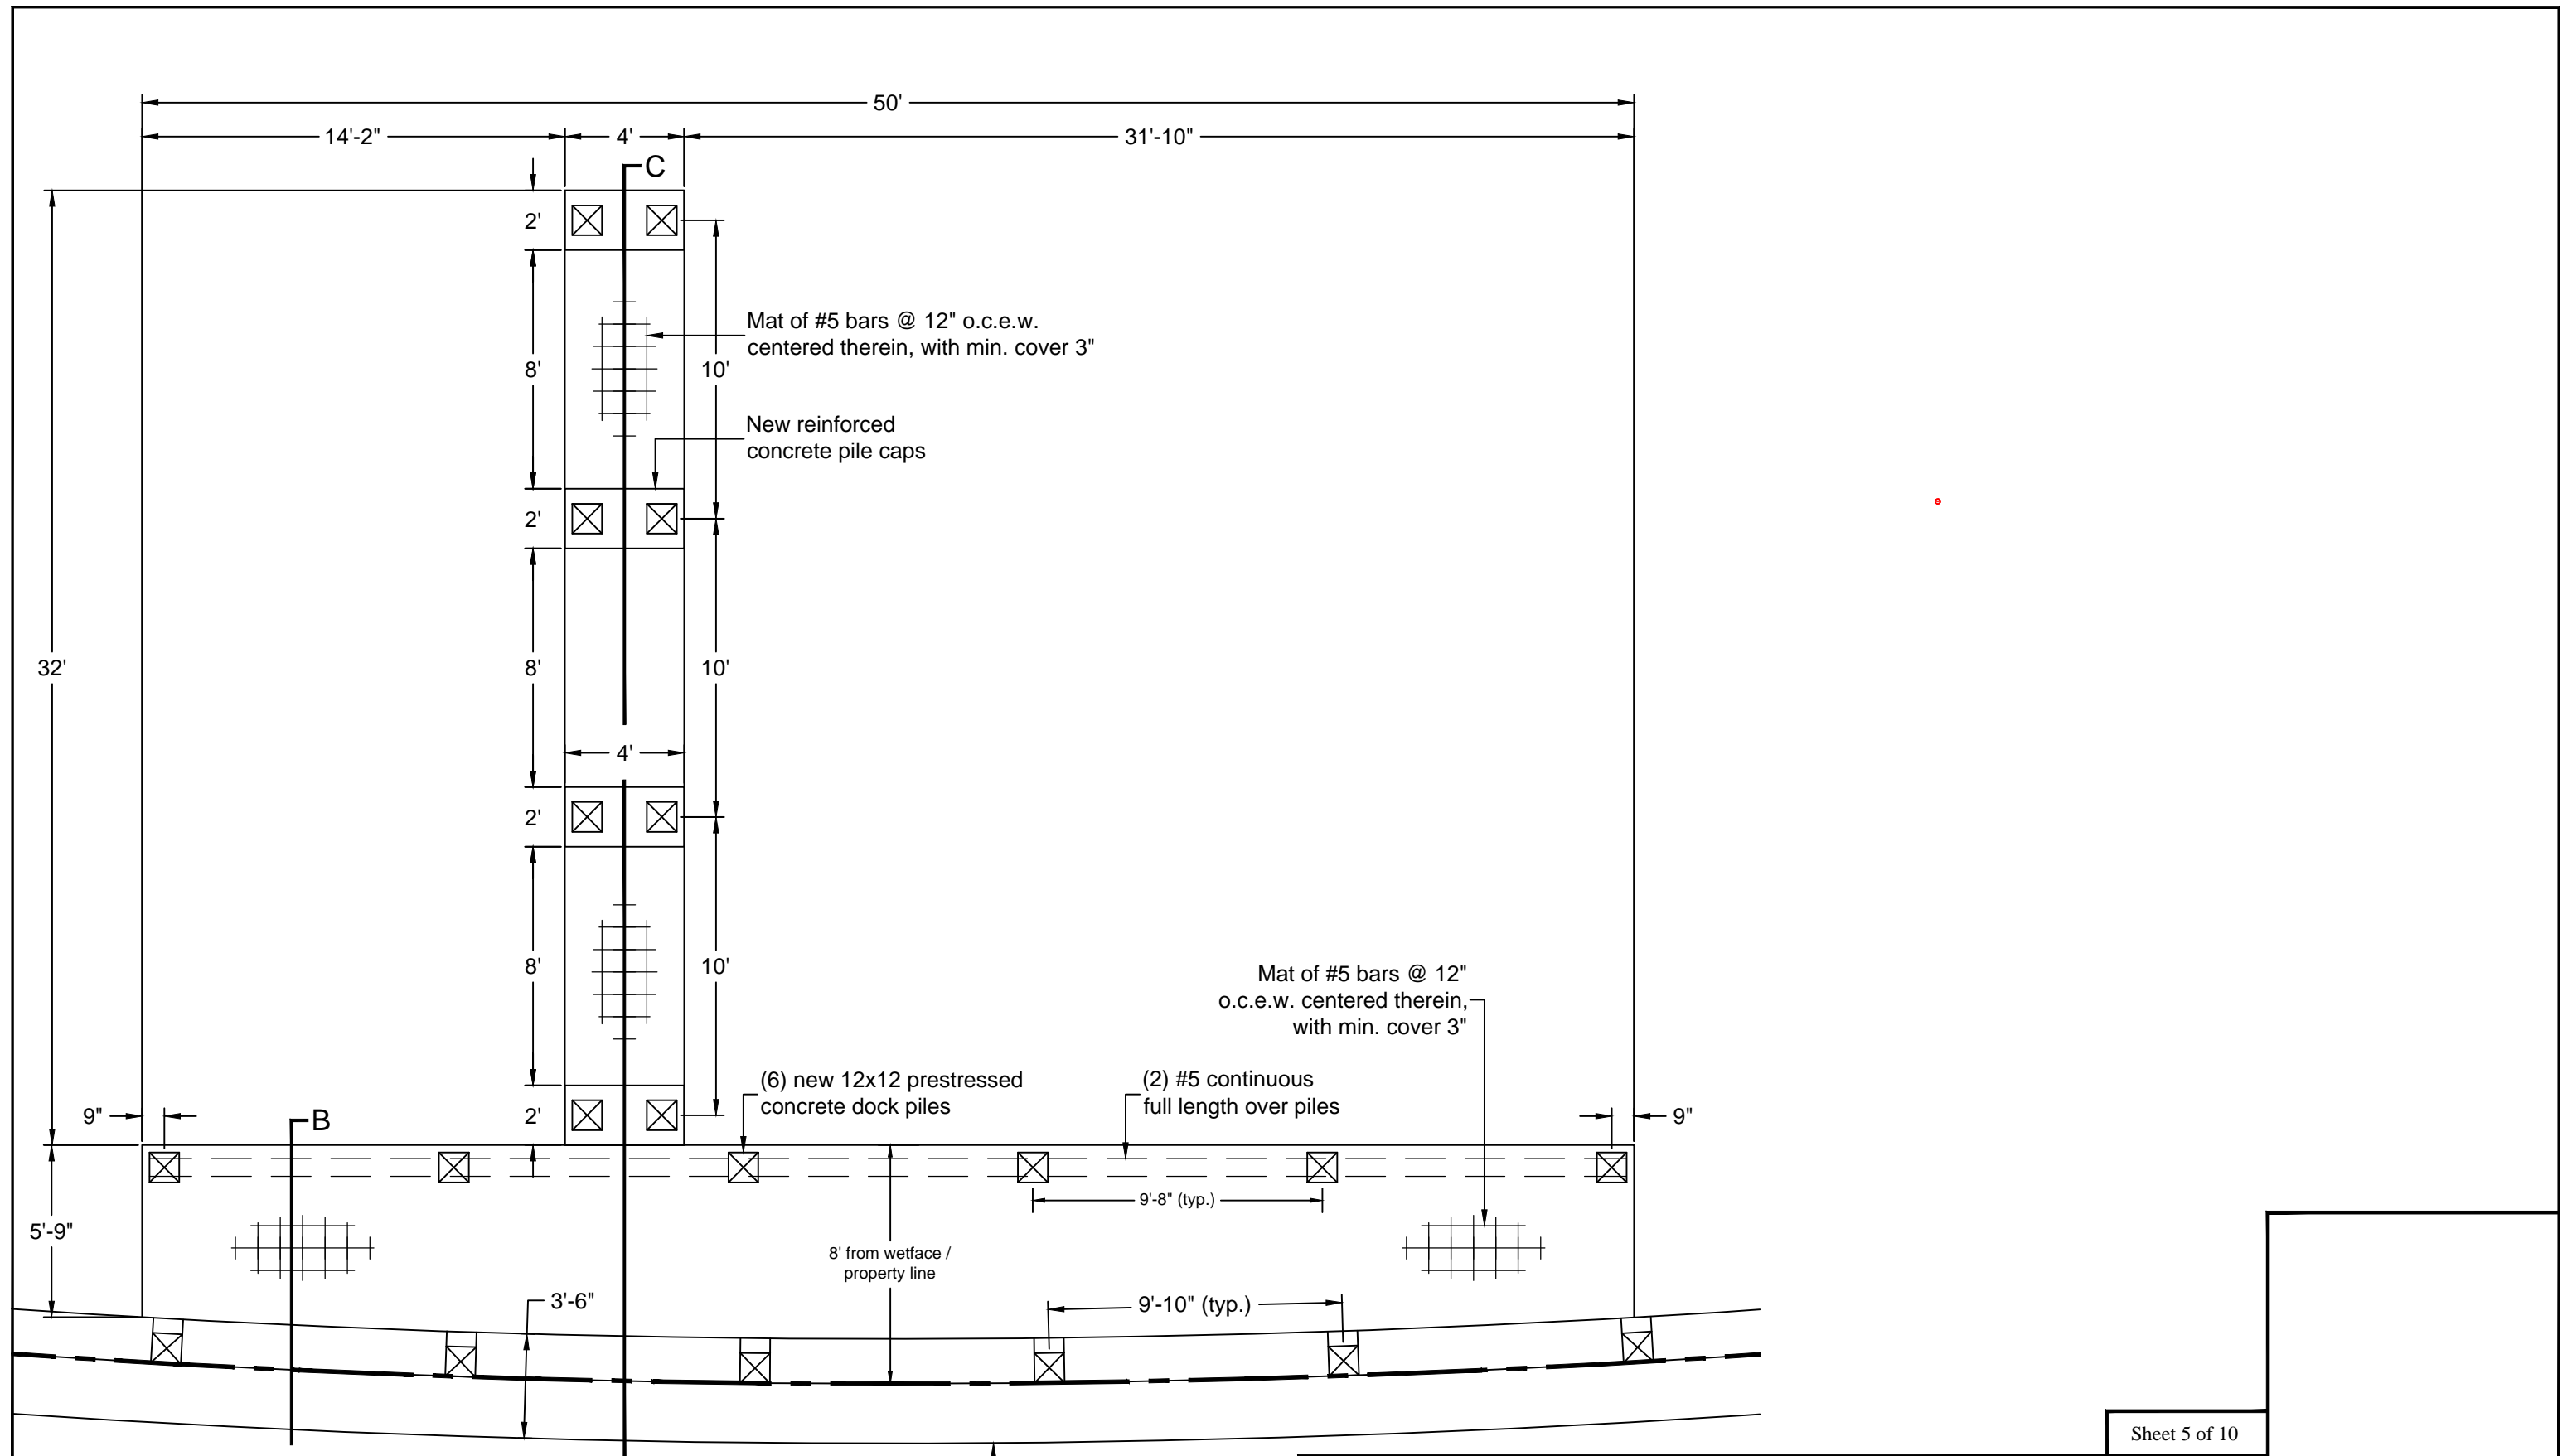 50'
14'-2"
4'
31'-10"
C
2'
Mat of #5 bars @ 12" o.c.e.w.
centered therein, with min. cover 3"
8'
10'
New reinforced
concrete pile caps
2'
32'
8'
10'
4'
2'
8'
10'
Mat of #5 bars @ 12"
o.c.e.w. centered therein,
with min. cover 3"
(6) new 12x12 prestressed
concrete dock piles
(2) #5 continuous
full length over piles
9"
B
2'
9"
9'-8" (typ.)
5'-9"
8' from wetface /
property line
3'-6"
9'-10" (typ.)
Sheet 5 of 10